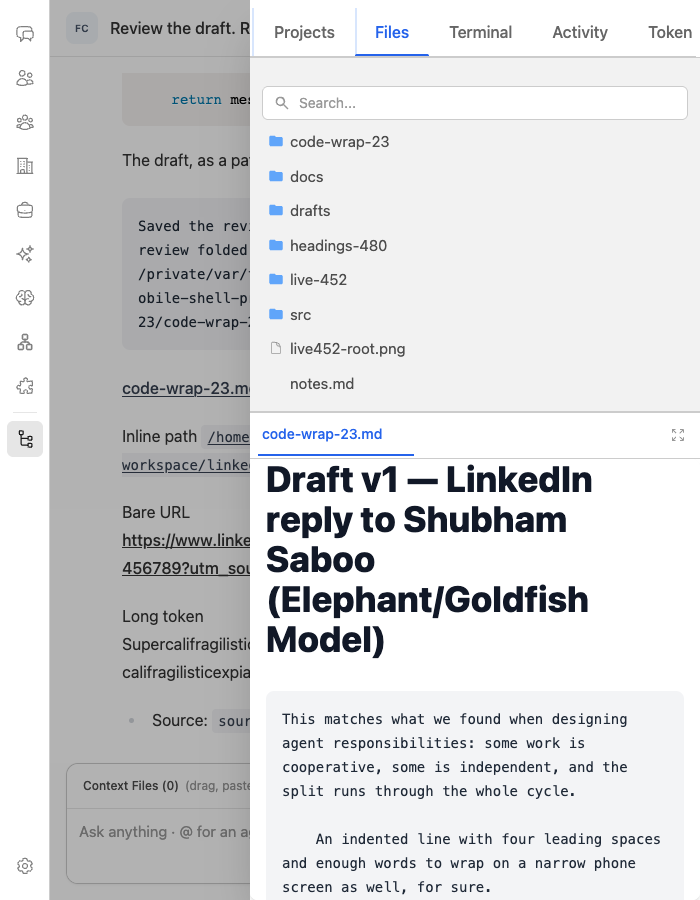 FC
Review the draft. R
Projects
Files
Terminal
Activity
Token
Search...
code-wrap-23
docs
drafts
headings-480
live-452
src
live452-root.png
notes.md
return mes
The draft, as a pa
Saved the revi
review folded
/private/var/
obile-shell-p
23/code-wrap-2
code-wrap-23.m
Inline path /home
workspace/linke
Bare URL
https://www.linke
456789?utm_sou
Long token
Supercalifragilistic
califragilisticexpia
Source: sour
Context Files (0) (drag, paste
Ask anything · @ for an a
code-wrap-23.md
Draft v1 — LinkedIn
reply to Shubham
Saboo
(Elephant/Goldfish
Model)
This matches what we found when designing
agent responsibilities: some work is
cooperative, some is independent, and the
split runs through the whole cycle.
An indented line with four leading spaces
and enough words to wrap on a narrow phone
screen as well, for sure.